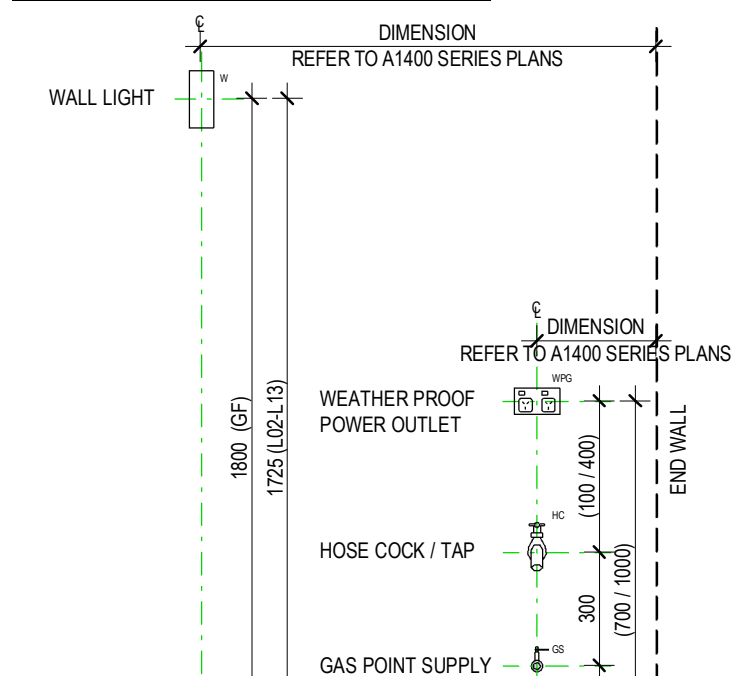 ℄
DIMENSION
REFER TO A1400 SERIES PLANS
W
WALL LIGHT
1800 (GF)
1725 (L02-L13)
℄
DIMENSION
REFER TO A1400 SERIES PLANS
WPG
WEATHER PROOF
POWER OUTLET
(100 / 400)
END WALL
HC
HOSE COCK / TAP
300
(700 / 1000)
GS
GAS POINT SUPPLY